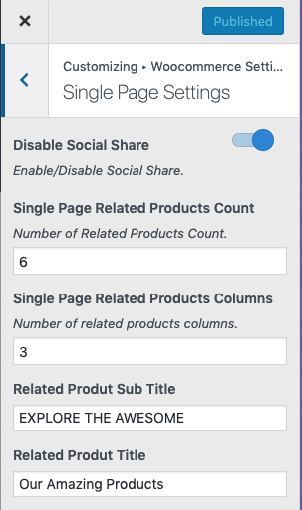 Published
Customizing ▸ Woocommerce Setti...
Single Page Settings
Disable Social Share
Enable/Disable Social Share.
Single Page Related Products Count
Number of Related Products Count.
6
Single Page Related Products Columns
Number of related products columns.
3
Related Produt Sub Title
EXPLORE THE AWESOME
Related Produt Title
Our Amazing Products